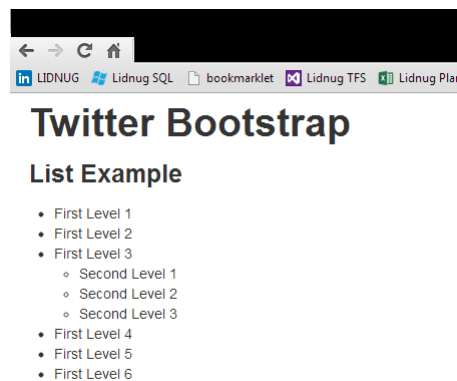 LIDNUG Lidnug SQL bookmarklet Lidnug TFS Lidnug Plan
Twitter Bootstrap
List Example
First Level 1
First Level 2
First Level 3
Second Level 1
Second Level 2
Second Level 3
First Level 4
First Level 5
First Level 6